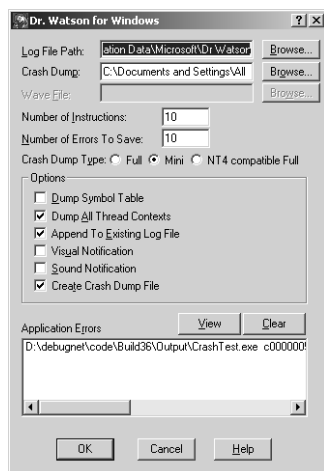 Dr. Watson for Windows
Log File Path: ation Data\Microsoft\Dr Watson Browse...
Crash Dump: C:\Documents and Settings\All Browse...
Wave File: Browse...
Number of Instructions: 10
Number of Errors To Save: 10
Crash Dump Type: Full Mini NT4 compatible Full
Options
Dump Symbol Table
Dump All Thread Contexts
Append To Existing Log File
Visual Notification
Sound Notification
Create Crash Dump File
Application Errors View Clear
D:\debugnet\code\Build36\Output\CrashTest.exe c0000005
OK Cancel Help